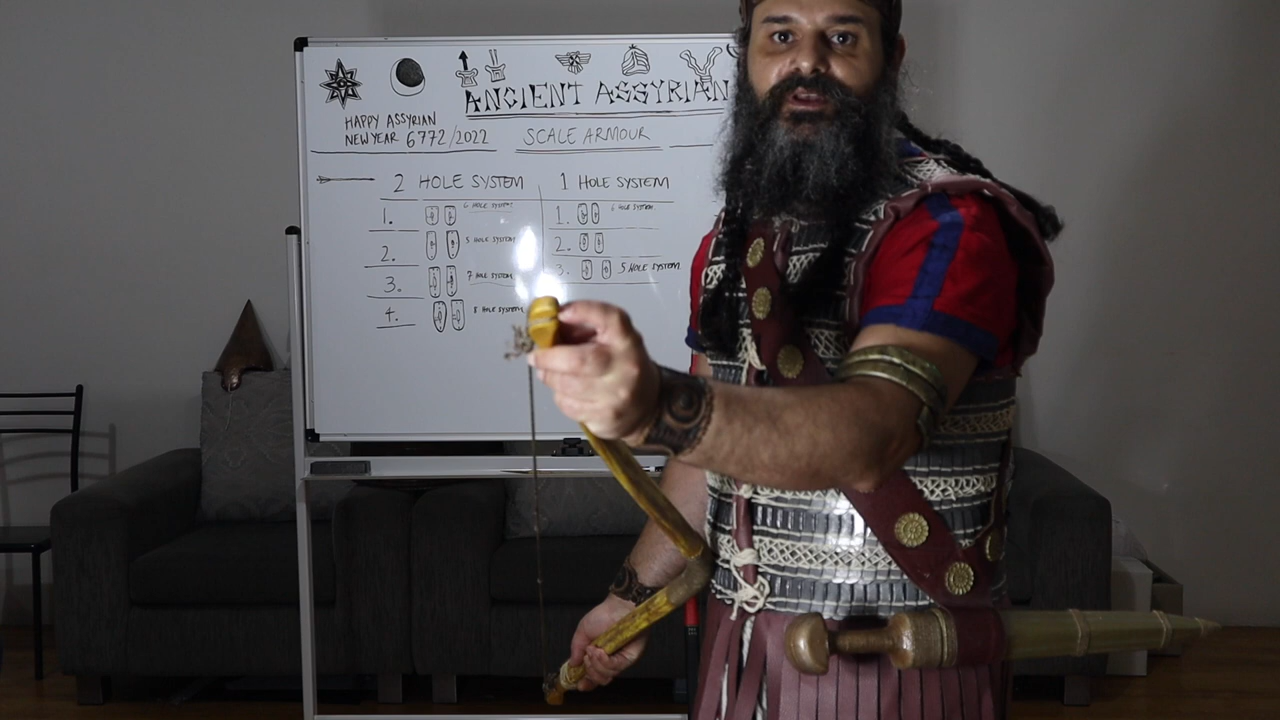 ANCIENT ASSYRIAN
HAPPY ASSYRIAN
NEW YEAR 6772/2022
SCALE ARMOUR
2 HOLE SYSTEM
1 HOLE SYSTEM
1. 6 HOLE SYSTEM
1. 6 HOLE SYSTEM
2. 5 HOLE SYSTEM
2.
3. 7 HOLE SYSTEM
3. 5 HOLE SYSTEM
4. 8 HOLE SYSTEM